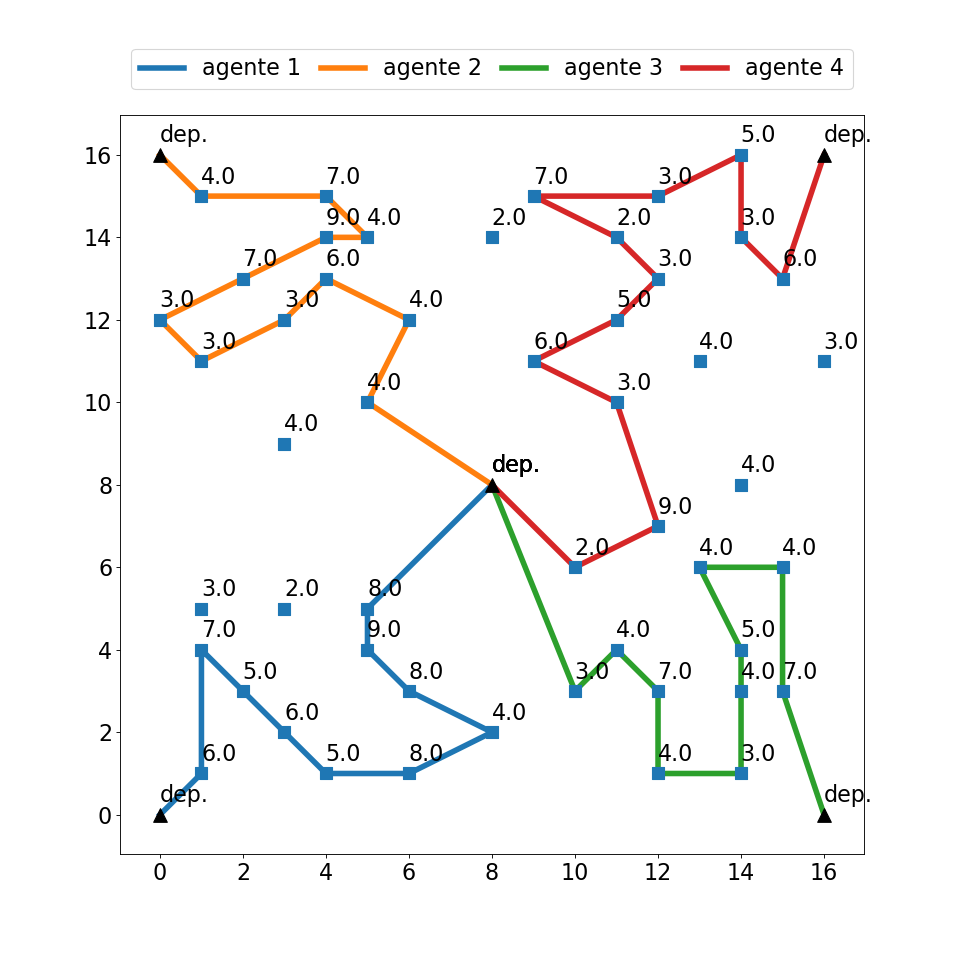 agente 1 agente 2 agente 3 agente 4
dep. 5.0 dep.
16
4.0 7.0 7.0 3.0
9.0 4.0 2.0 2.0 3.0
14
7.0 6.0 3.0 6.0
3.0 3.0 4.0 5.0
12
3.0 6.0 4.0 3.0
4.0 3.0
10
4.0
dep. 4.0
8
9.0
2.0 4.0 4.0
6
3.0 2.0 8.0
7.0 9.0 4.0 5.0
4
5.0 8.0 3.0 7.0 4.0 7.0
6.0 4.0
2
6.0 5.0 8.0 4.0 3.0
dep. dep.
0
0 2 4 6 8 10 12 14 16